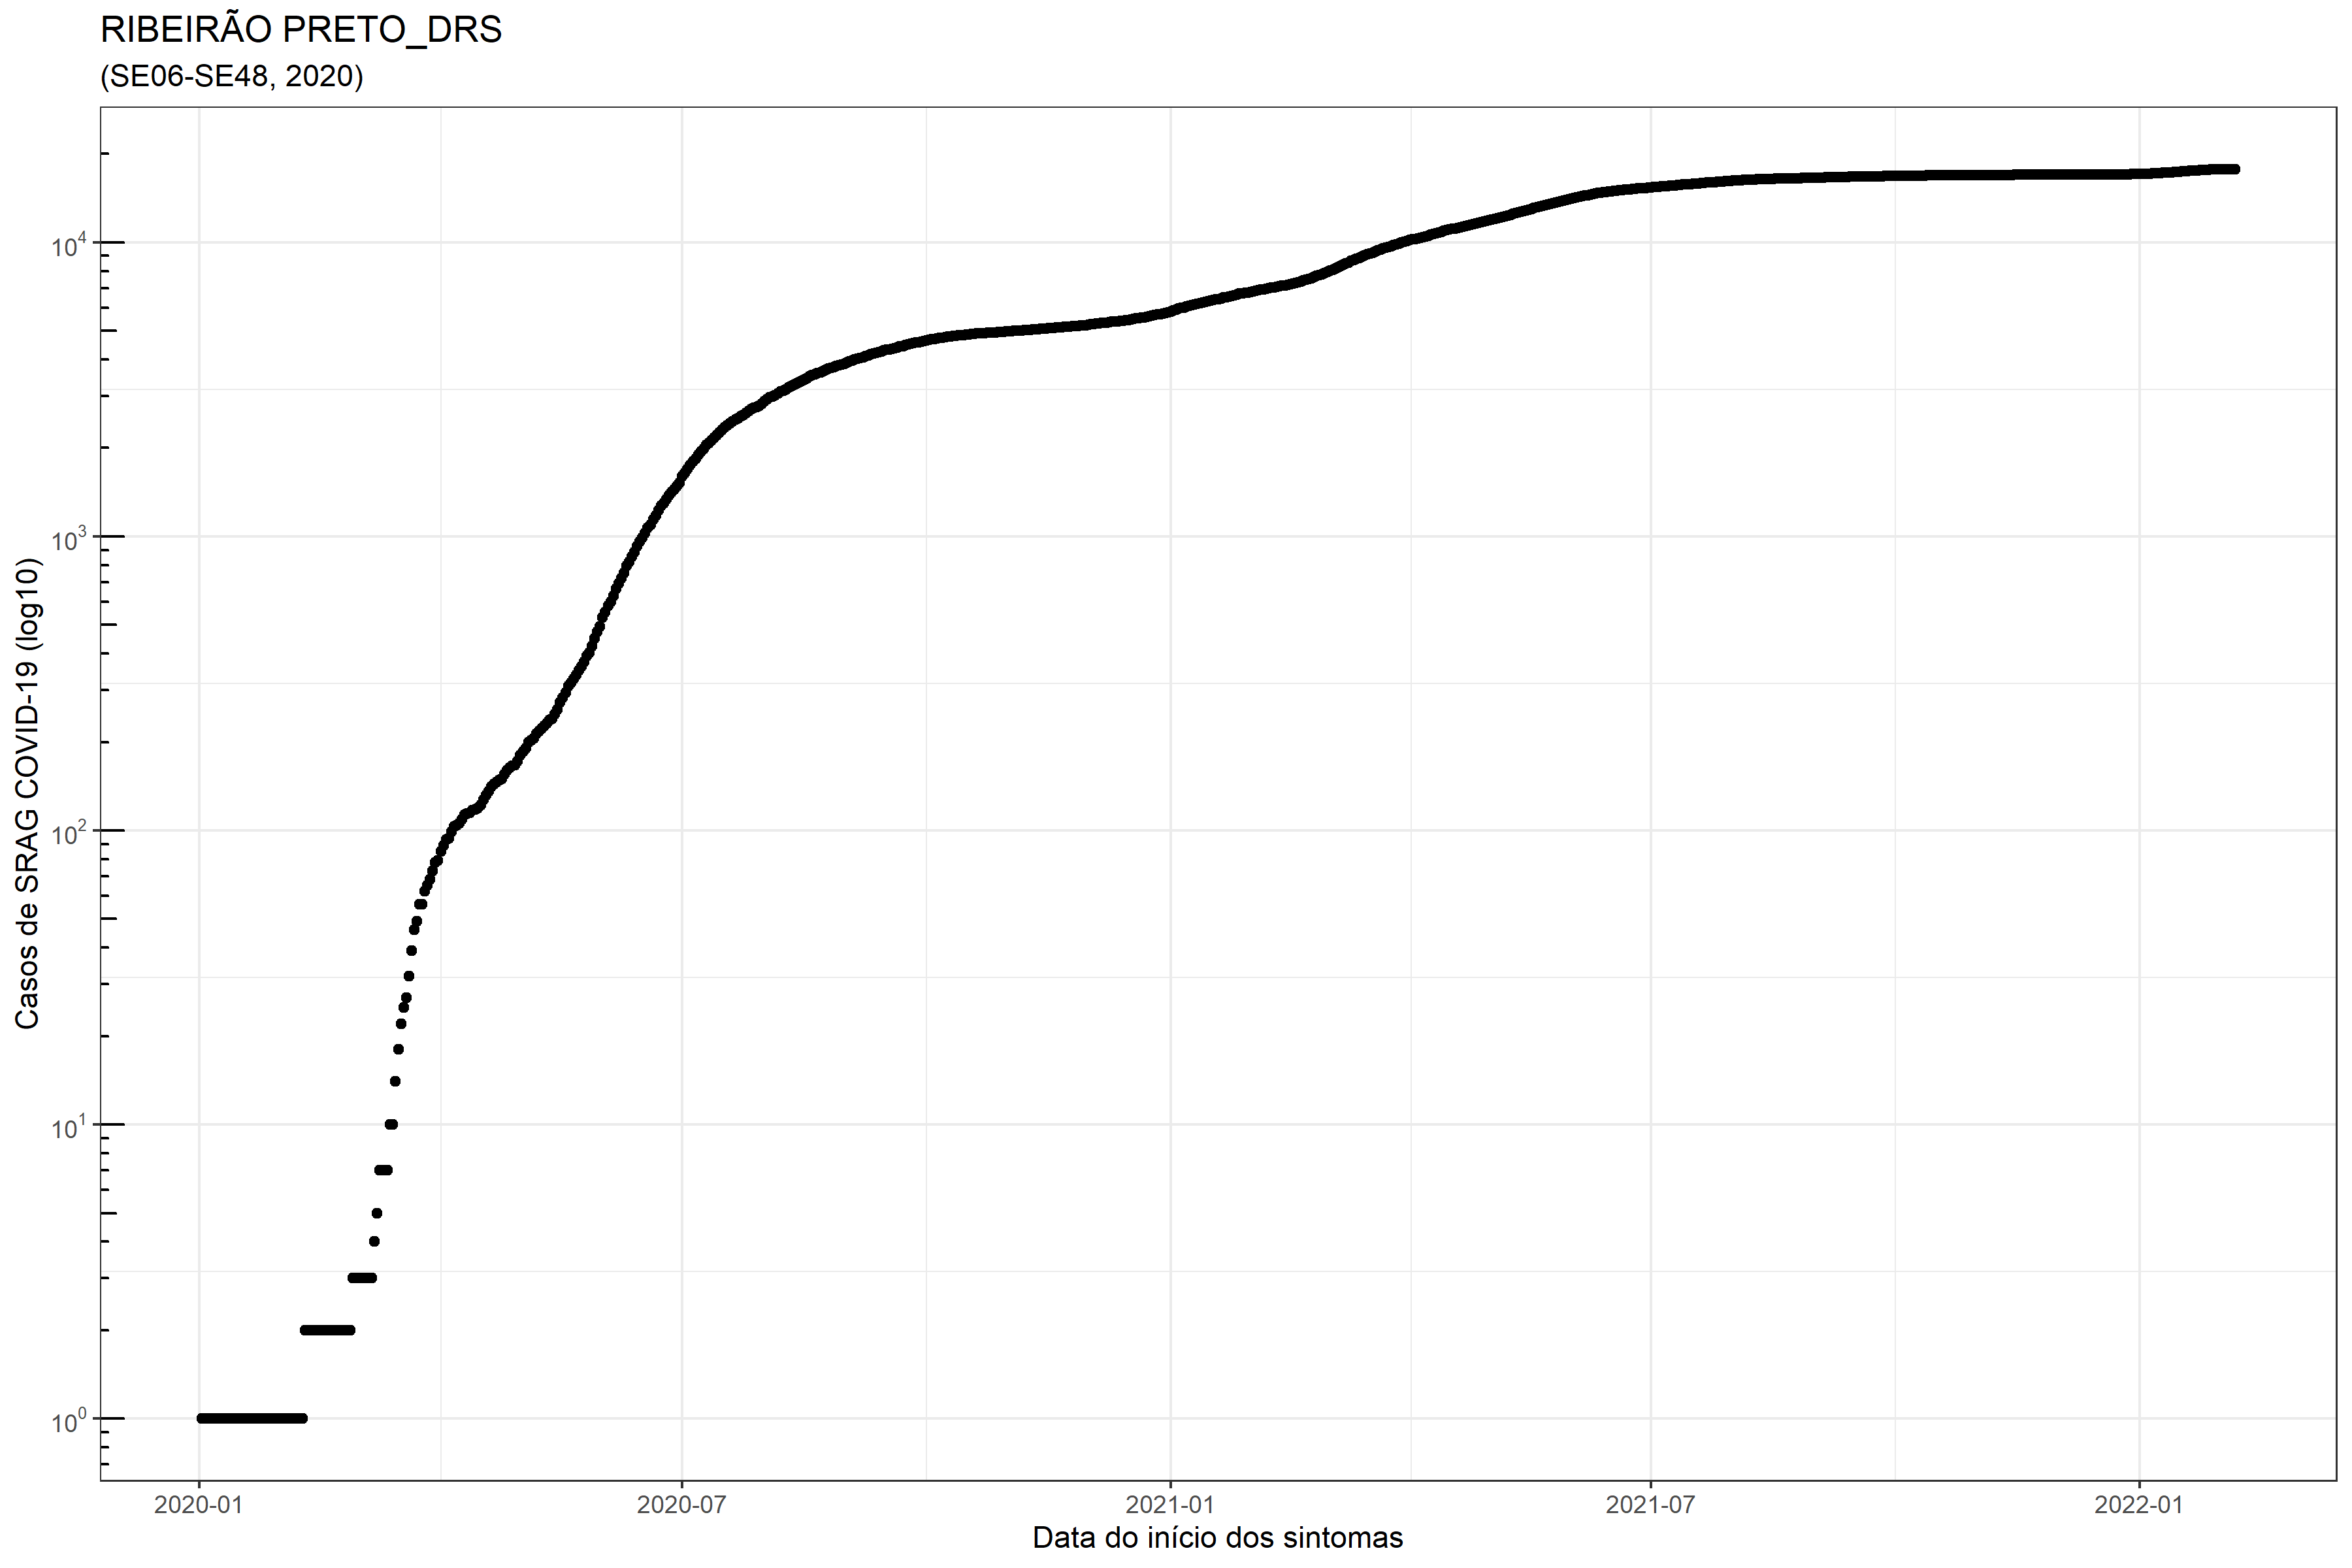 RIBEIRÃO PRETO_DRS
(SE06-SE48, 2020)
Casos de SRAG COVID-19 (log10)
10^4
10^3
10^2
10^1
10^0
2020-01 2020-07 2021-01 2021-07 2022-01
Data do início dos sintomas